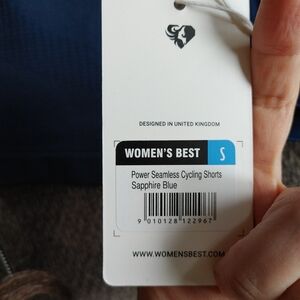 DESIGNED IN UNITED KINGDOM
WOMEN'S BEST S
Power Seamless Cycling Shorts
Sapphire Blue
9 010128 122967
WWW.WOMENSBEST.COM